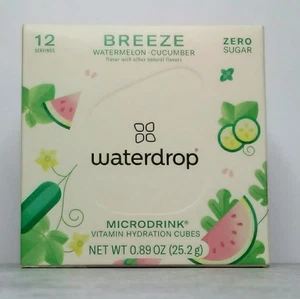 12
SERVINGS
BREEZE
WATERMELON · CUCUMBER
flavor with other natural flavors
ZERO
SUGAR
waterdrop®
MICRODRINK®
VITAMIN HYDRATION CUBES
NET WT 0.89 OZ (25.2 g)